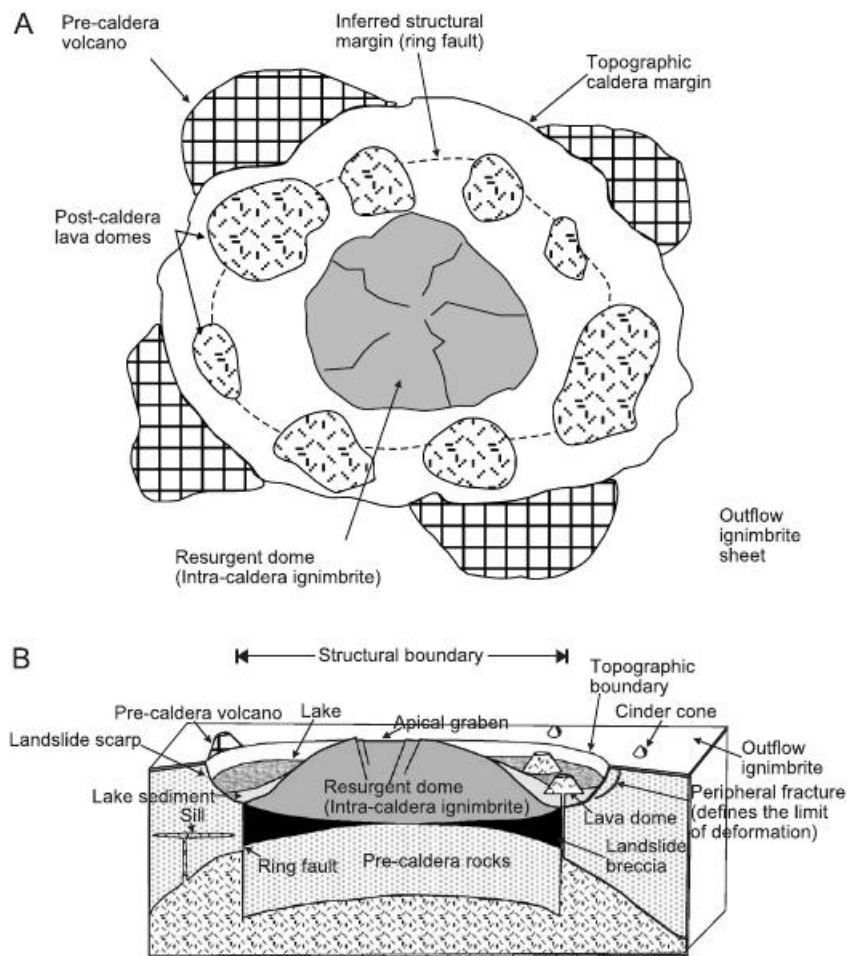 A
Pre-caldera
volcano
Inferred structural
margin (ring fault)
Topographic
caldera margin
Post-caldera
lava domes
Resurgent dome
(Intra-caldera ignimbrite)
Outflow
ignimbrite
sheet
B
Structural boundary
Topographic
boundary
Pre-caldera volcano
Lake
Apical graben
Cinder cone
Landslide scarp
Outflow
ignimbrite
Lake sediment
Resurgent dome
(Intra-caldera ignimbrite)
Peripheral fracture
(defines the limit
of deformation)
Sill
Lava dome
Landslide
breccia
Ring fault
Pre-caldera rocks